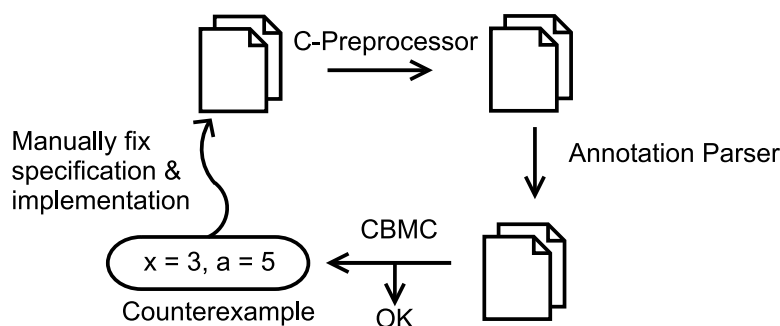 C-Preprocessor
Manually fix
specification &
implementation
Annotation Parser
CBMC
x = 3, a = 5
Counterexample
OK